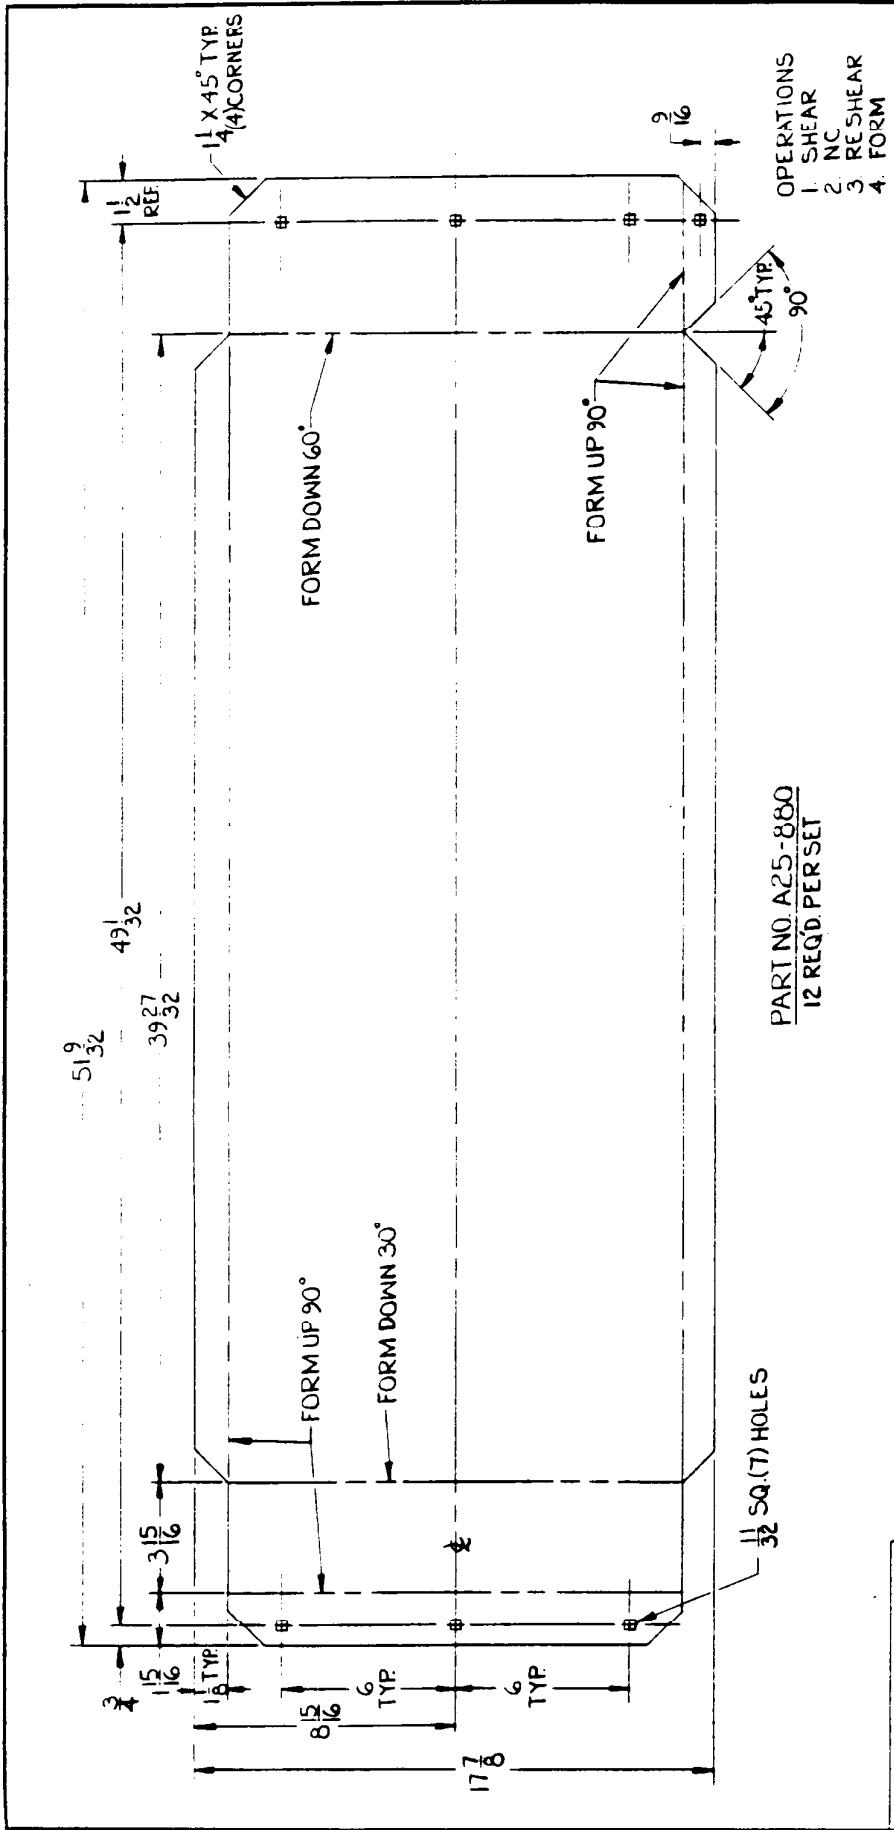 51 9/32
49 1/32
39 27/32
3 15/16
1 15/16
3/4
1 1/2
REF.
1 1/4 X 45° TYP.
(4) CORNERS
1 1/8 TYP.
8 15/16
6
TYP.
6
TYP.
17 7/8
FORM UP 90°
FORM DOWN 30°
FORM DOWN 60°
FORM UP 90°
45° TYP.
90°
9/16
11/32 SQ. (7) HOLES
PART NO. A25-880
12 REQ'D. PER SET
OPERATIONS
1. SHEAR
2. NC
3. RESHEAR
4. FORM